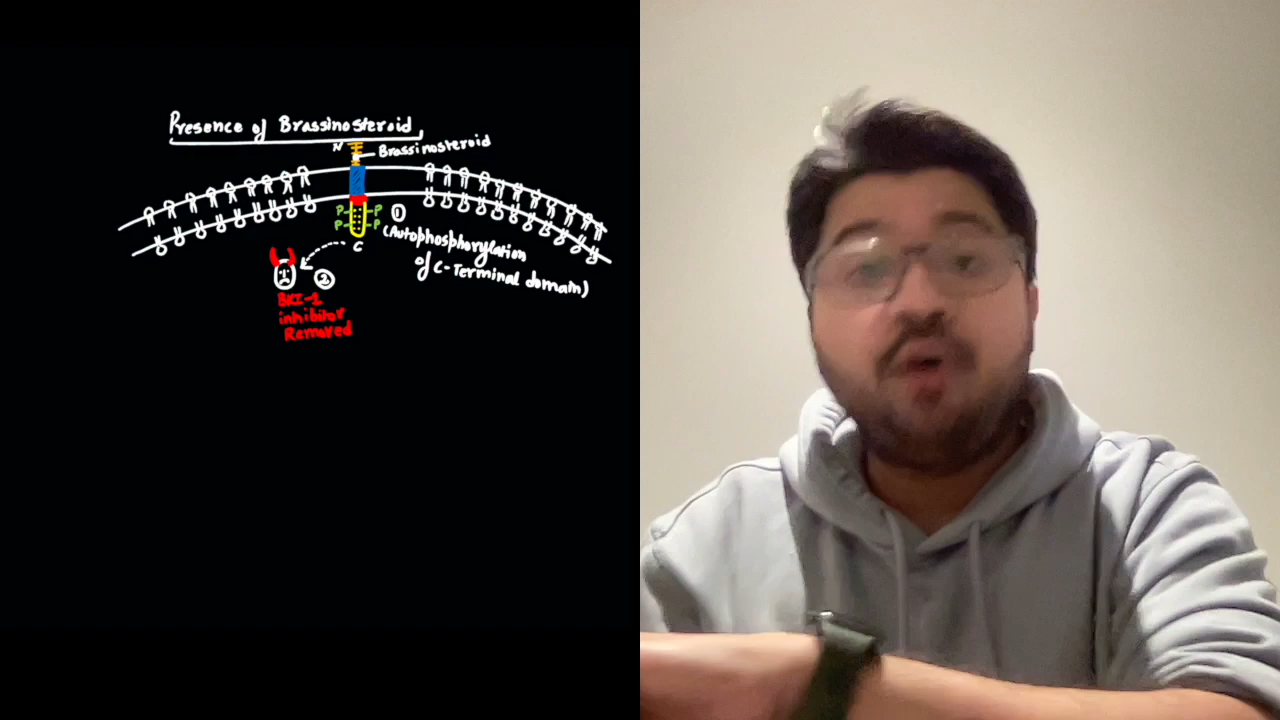 Presence of Brassinosteroid,
N
Brassinosteroid
P P
P P
①
C
(Autophosphorylation
of C-Terminal domain)
②
BKI-1
inhibitor
Removed